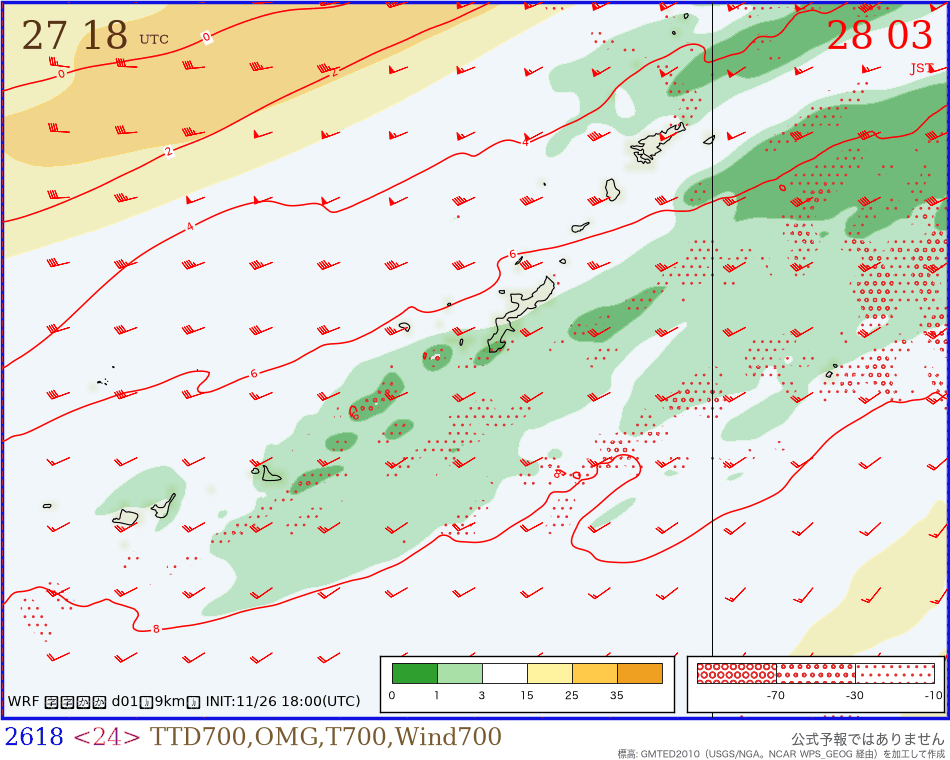 27 18 UTC
28 03
JST
0
0
2
2
4
4
6
6
8
0 1 3 15 25 35
-70 -30 -10
WRF d01 9km INIT:11/26 18:00(UTC)
2618 <24> TTD700,OMG,T700,Wind700
公式予報ではありません
標高: GMTED2010（USGS/NGA。NCAR WPS_GEOG 経由）を加工して作成